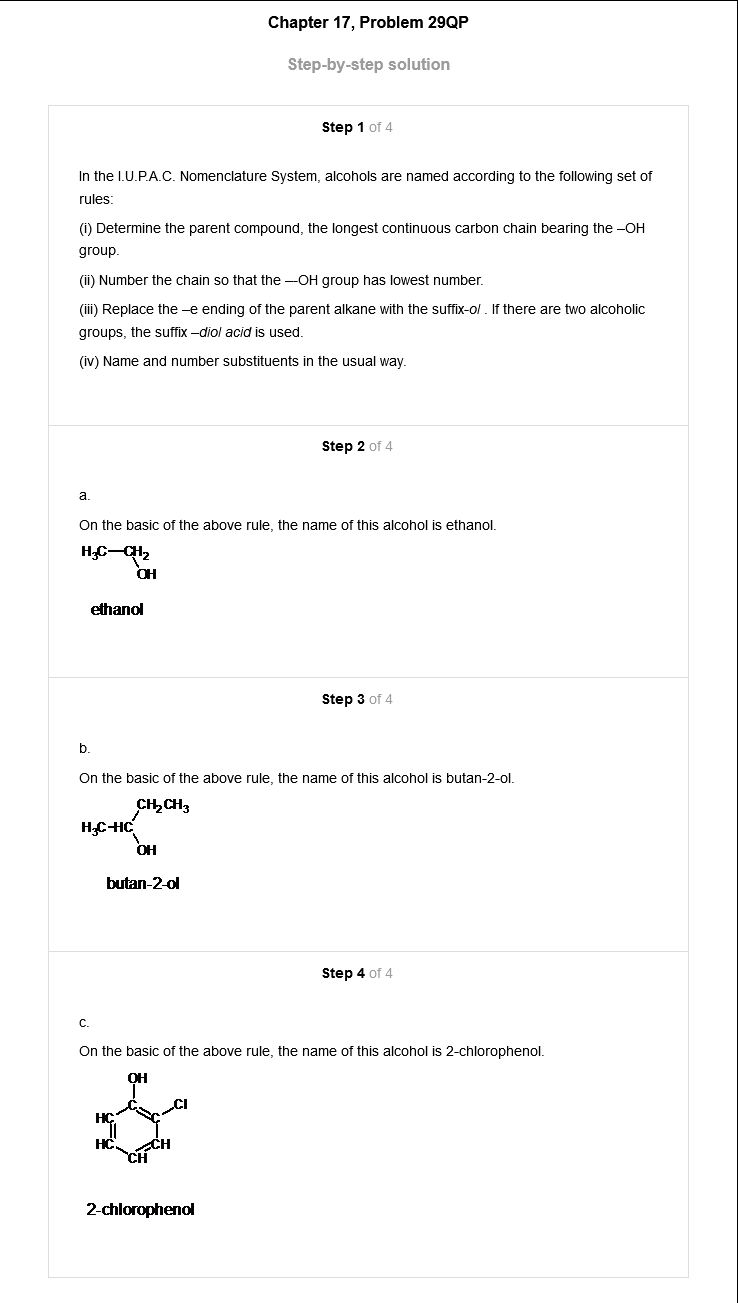 Chapter 17, Problem 29QP
Step-by-step solution
Step 1 of 4
In the I.U.P.A.C. Nomenclature System, alcohols are named according to the following set of
rules:
(i) Determine the parent compound, the longest continuous carbon chain bearing the –OH
group.
(ii) Number the chain so that the –-OH group has lowest number.
(iii) Replace the –e ending of the parent alkane with the suffix-ol . If there are two alcoholic
groups, the suffix –diol acid is used.
(iv) Name and number substituents in the usual way.
Step 2 of 4
a.
On the basic of the above rule, the name of this alcohol is ethanol.
H₃C—CH₂
OH
ethanol
Step 3 of 4
b.
On the basic of the above rule, the name of this alcohol is butan-2-ol.
CH₂CH₃
H₃C-HC
OH
butan-2-ol
Step 4 of 4
c.
On the basic of the above rule, the name of this alcohol is 2-chlorophenol.
OH
C Cl
HC C
HC CH
CH
2-chlorophenol